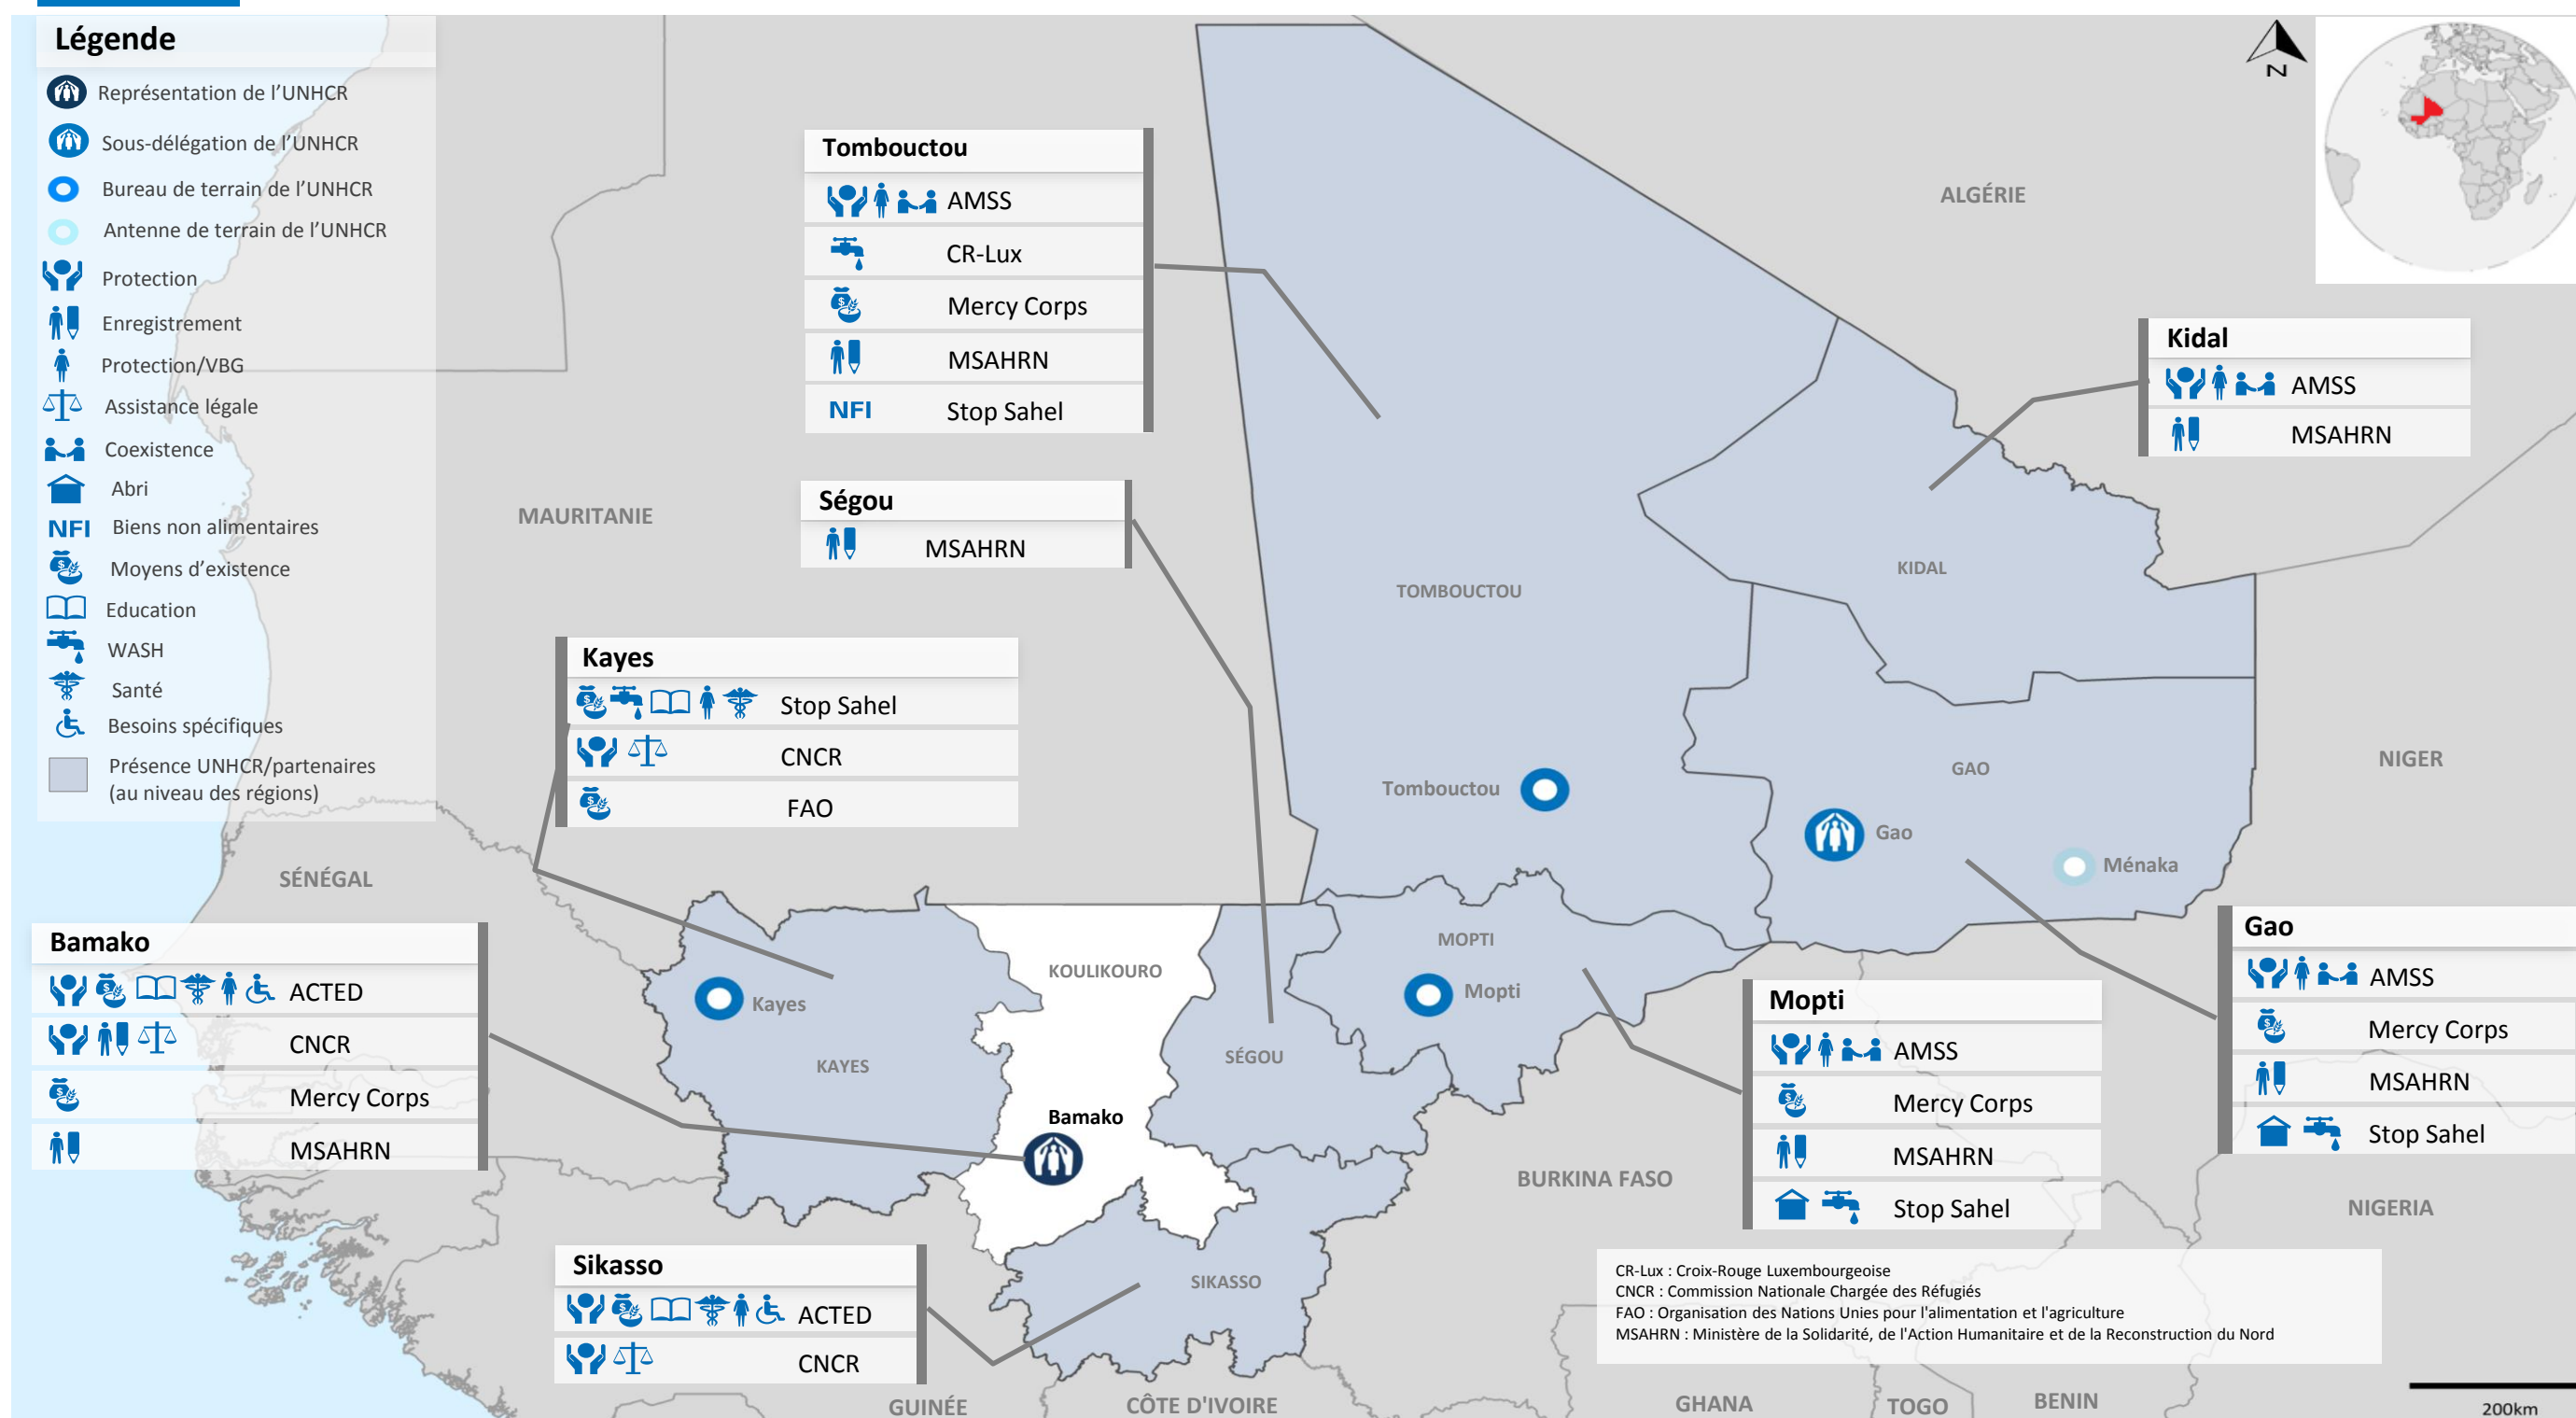 Légende
Représentation de l'UNHCR
Sous-délégation de l'UNHCR
Bureau de terrain de l'UNHCR
Antenne de terrain de l'UNHCR
Protection
Enregistrement
Protection/VBG
Assistance légale
Coexistence
Abri
NFI Biens non alimentaires
Moyens d'existence
Education
WASH
Santé
Besoins spécifiques
Présence UNHCR/partenaires
(au niveau des régions)
N
Tombouctou
AMSS
CR-Lux
Mercy Corps
MSAHRN
NFI Stop Sahel
Ségou
MSAHRN
Kayes
Stop Sahel
CNCR
FAO
Kidal
AMSS
MSAHRN
Bamako
ACTED
CNCR
Mercy Corps
MSAHRN
Sikasso
ACTED
CNCR
Mopti
AMSS
Mercy Corps
MSAHRN
Stop Sahel
Gao
AMSS
Mercy Corps
MSAHRN
Stop Sahel
ALGÉRIE
MAURITANIE
TOMBOUCTOU
KIDAL
NIGER
GAO
Tombouctou
Gao
Ménaka
SÉNÉGAL
MOPTI
Mopti
KOULIKOURO
Kayes
KAYES
SÉGOU
Bamako
BURKINA FASO
NIGERIA
SIKASSO
GUINÉE
CÔTE D'IVOIRE
GHANA
TOGO
BENIN
CR-Lux : Croix-Rouge Luxembourgeoise
CNCR : Commission Nationale Chargée des Réfugiés
FAO : Organisation des Nations Unies pour l'alimentation et l'agriculture
MSAHRN : Ministère de la Solidarité, de l'Action Humanitaire et de la Reconstruction du Nord
200km